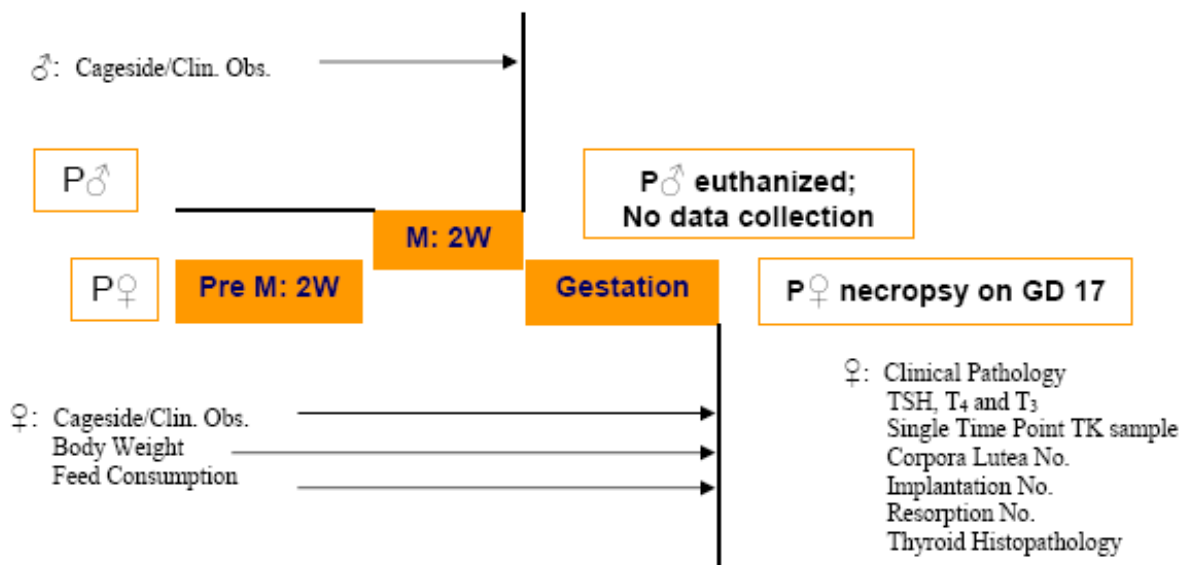 ♂: Cageside/Clin. Obs.
P♂
P♂ euthanized;
No data collection
M: 2W
P♀
Pre M: 2W
Gestation
P♀ necropsy on GD 17
♀: Cageside/Clin. Obs.
Body Weight
Feed Consumption
♀: Clinical Pathology
TSH, T₄ and T₃
Single Time Point TK sample
Corpora Lutea No.
Implantation No.
Resorption No.
Thyroid Histopathology